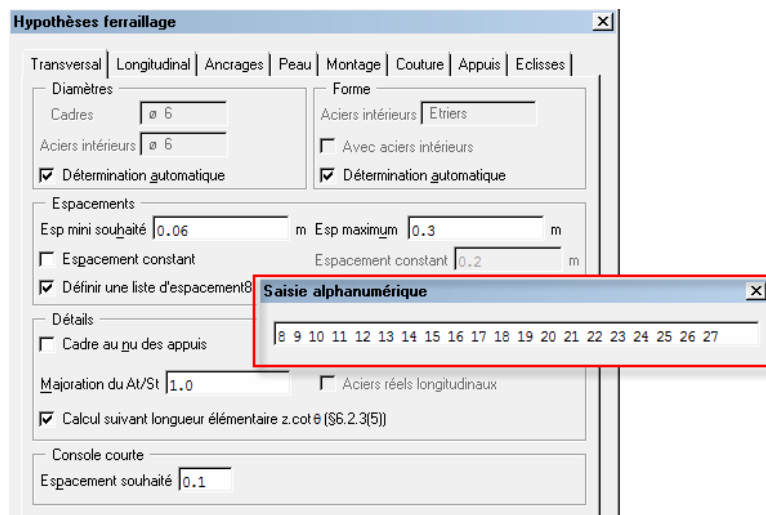 Hypothèses ferraillage
Transversal Longitudinal Ancrages Peau Montage Couture Appuis Eclisses
Diamètres
Cadres ø 6
Aciers intérieurs ø 6
Détermination automatique
Forme
Aciers intérieurs Etriers
Avec aciers intérieurs
Détermination automatique
Espacements
Esp mini souhaité 0.06 m Esp maximum 0.3 m
Espacement constant Espacement constant 0.2 m
Définir une liste d'espacement8
Saisie alphanumérique
8 9 10 11 12 13 14 15 16 17 18 19 20 21 22 23 24 25 26 27
Détails
Cadre au nu des appuis
Majoration du At/St 1.0 Aciers réels longitudinaux
Calcul suivant longueur élémentaire z.cot θ (§6.2.3(5))
Console courte
Espacement souhaité 0.1